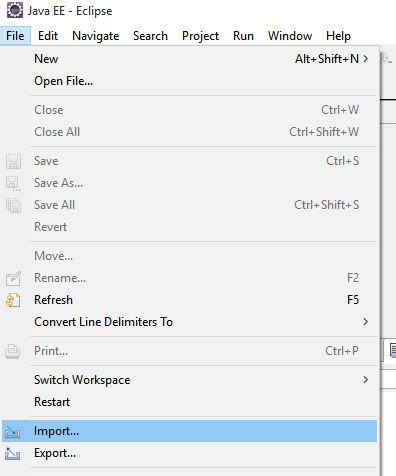 Java EE - Eclipse
File Edit Navigate Search Project Run Window Help
New Alt+Shift+N >
Open File...
Close Ctrl+W
Close All Ctrl+Shift+W
Save Ctrl+S
Save As...
Save All Ctrl+Shift+S
Revert
Move...
Rename... F2
Refresh F5
Convert Line Delimiters To >
Print... Ctrl+P
Switch Workspace >
Restart
Import...
Export...